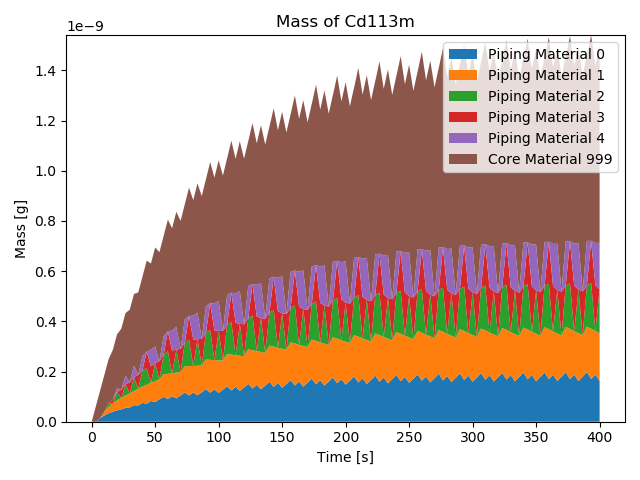 Mass of Cd113m
1e−9
1.4
1.2
1.0
0.8
0.6
0.4
0.2
0.0
Mass [g]
Piping Material 0
Piping Material 1
Piping Material 2
Piping Material 3
Piping Material 4
Core Material 999
0 50 100 150 200 250 300 350 400
Time [s]